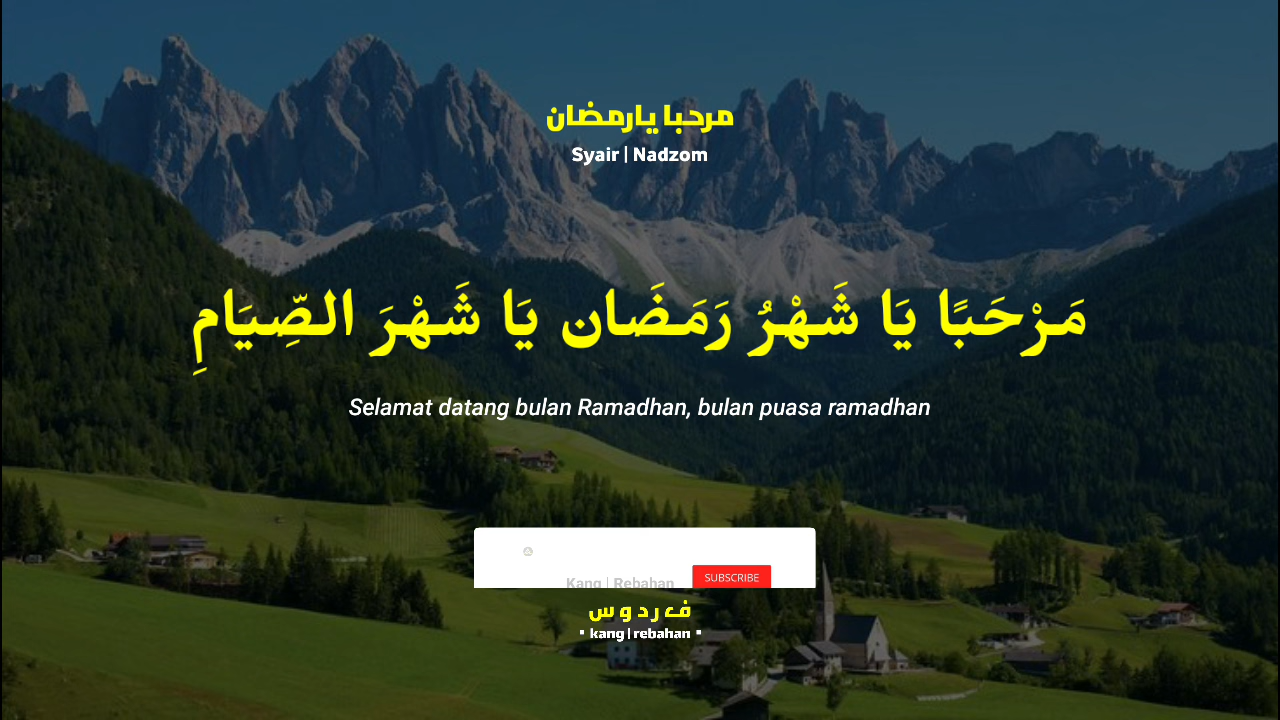 مرحبا يارمضان
Syair | Nadzom
مَرْحَبًا يَا شَهْرُ رَمَضَان يَا شَهْرَ الصِّيَامِ
Selamat datang bulan Ramadhan, bulan puasa ramadhan
Kang | Rebahan
SUBSCRIBE
فردوس
▪ kang | rebahan ▪